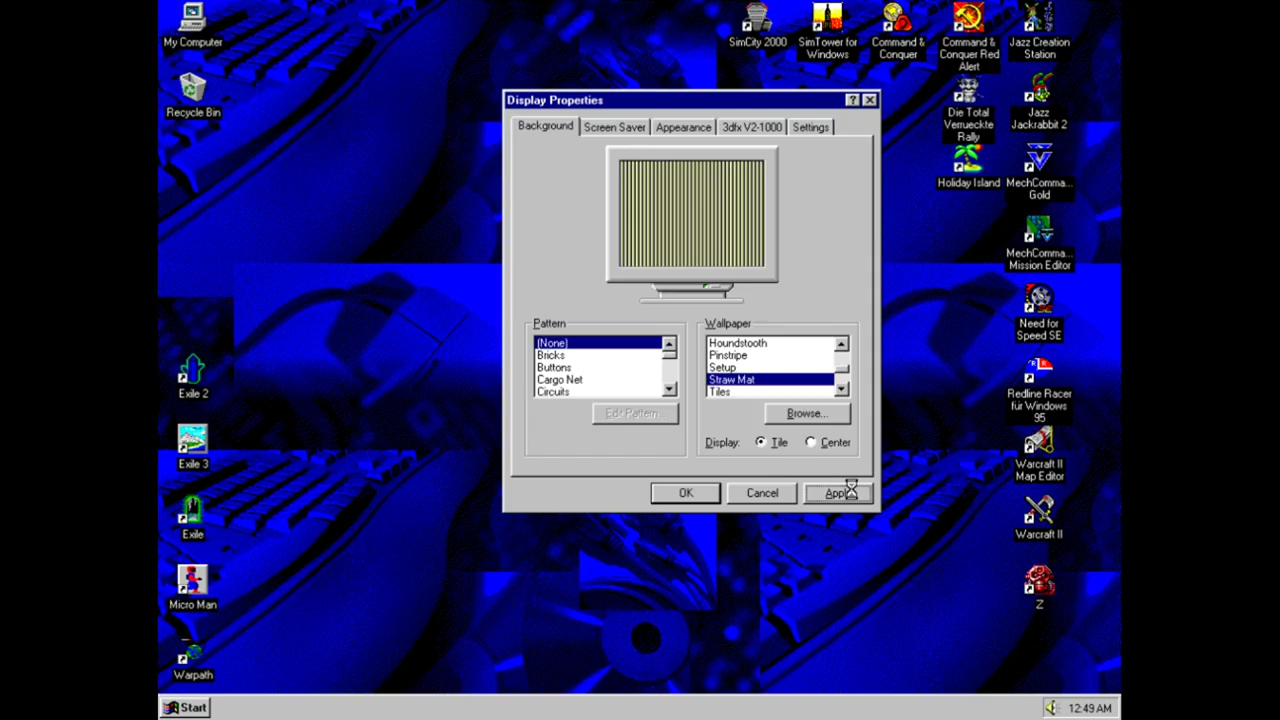 My Computer
Recycle Bin
Exile 2
Exile 3
Exile
Micro Man
Warpath
SimCity 2000
SimTower for
Windows
Command &
Conquer
Command &
Conquer Red
Alert
Jazz Creation
Station
Die Total
Verrueckte
Rally
Jazz
Jackrabbit 2
Holiday Island
MechComma...
Gold
MechComma...
Mission Editor
Need for
Speed SE
Redline Racer
für Windows
95
Warcraft II
Map Editor
Warcraft II
Z
Display Properties
Background
Screen Saver
Appearance
3dfx V2-1000
Settings
Pattern
(None)
Bricks
Buttons
Cargo Net
Circuits
Edit Pattern...
Wallpaper
Houndstooth
Pinstripe
Setup
Straw Mat
Tiles
Browse...
Display: Tile Center
OK
Cancel
Apply
Start
12:49 AM